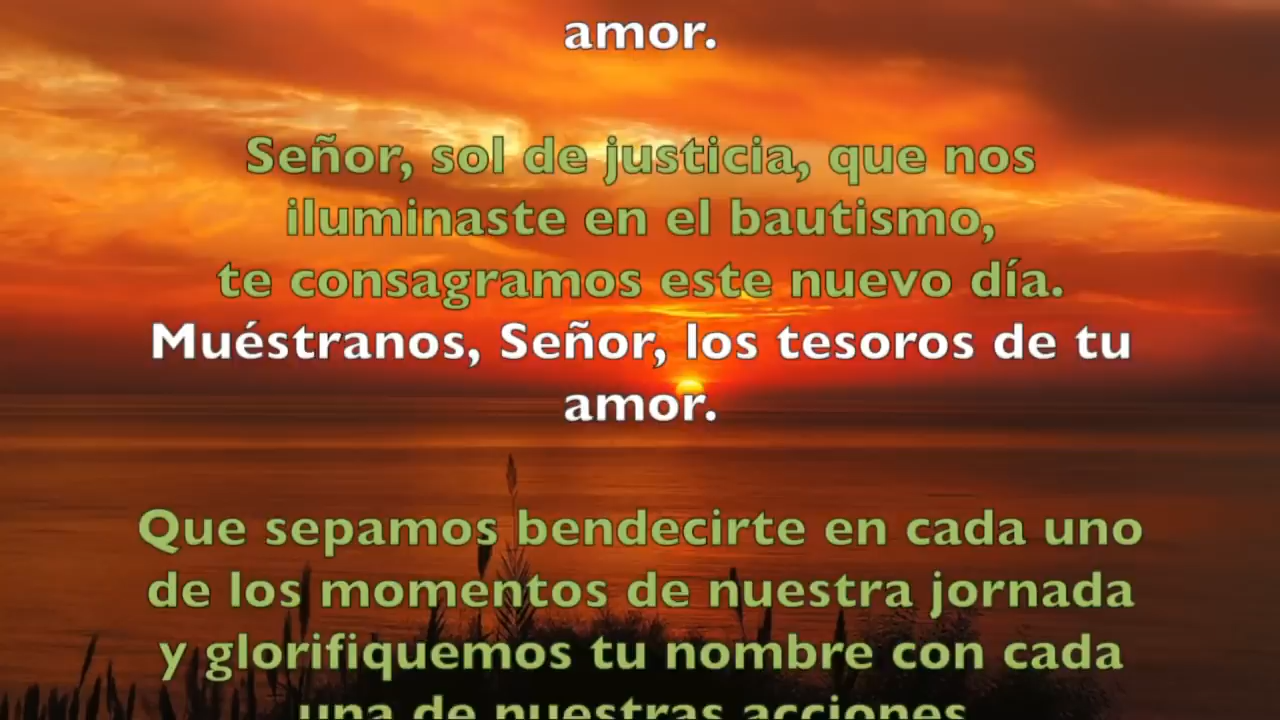 amor.
Señor, sol de justicia, que nos
iluminaste en el bautismo,
te consagramos este nuevo día.
Muéstranos, Señor, los tesoros de tu
amor.
Que sepamos bendecirte en cada uno
de los momentos de nuestra jornada
y glorifiquemos tu nombre con cada
una de nuestras acciones